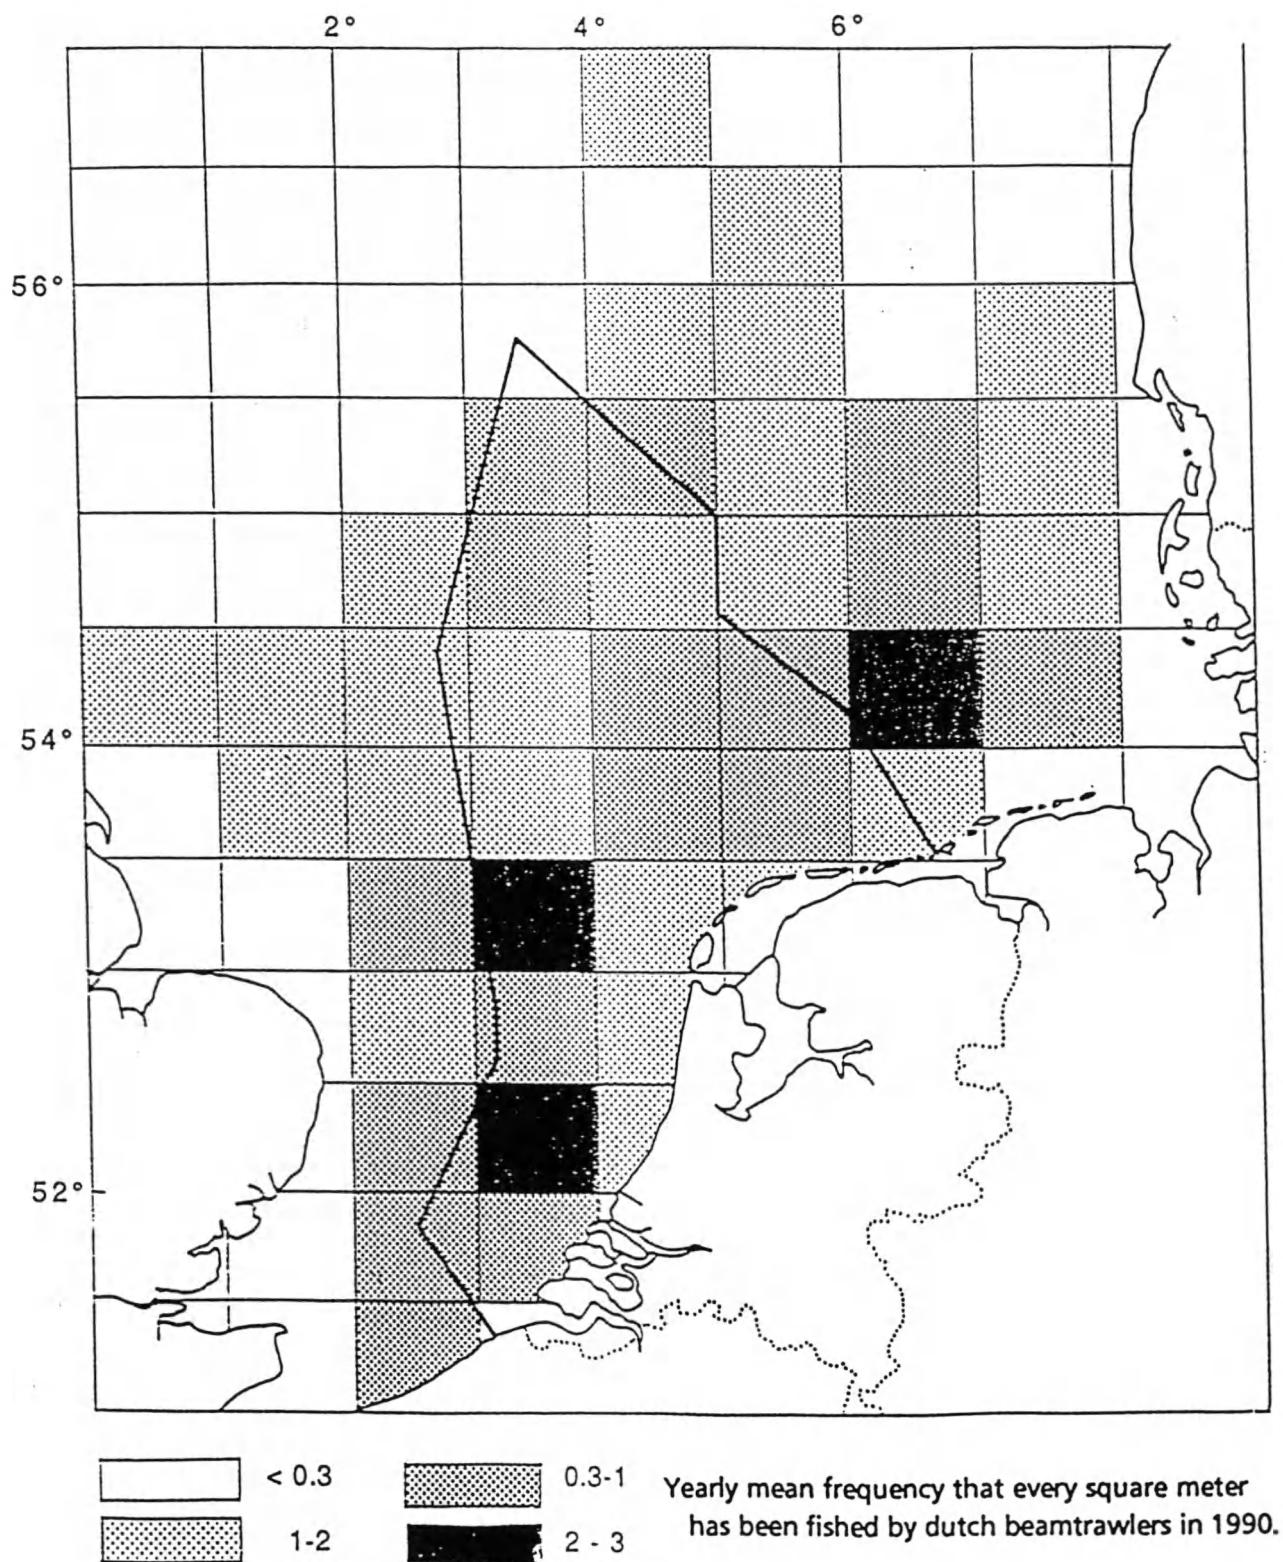 2° 4° 6°
56°
54°
52°
< 0.3 0.3-1
1-2 2 - 3
Yearly mean frequency that every square meter
has been fished by dutch beamtrawlers in 1990.